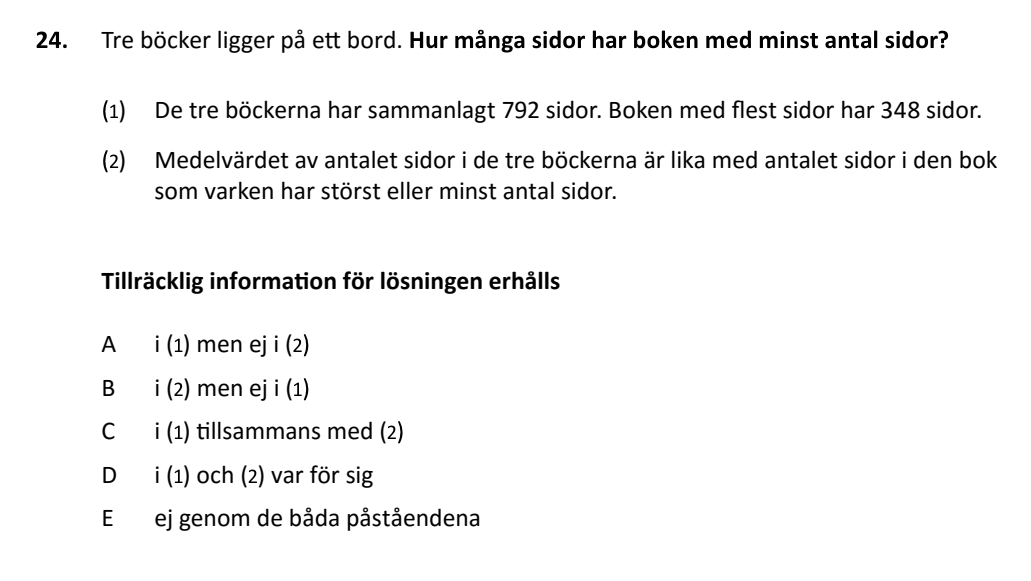 24. Tre böcker ligger på ett bord. Hur många sidor har boken med minst antal sidor?
(1) De tre böckerna har sammanlagt 792 sidor. Boken med flest sidor har 348 sidor.
(2) Medelvärdet av antalet sidor i de tre böckerna är lika med antalet sidor i den bok
som varken har störst eller minst antal sidor.
Tillräcklig information för lösningen erhålls
A i (1) men ej i (2)
B i (2) men ej i (1)
C i (1) tillsammans med (2)
D i (1) och (2) var för sig
E ej genom de båda påståendena